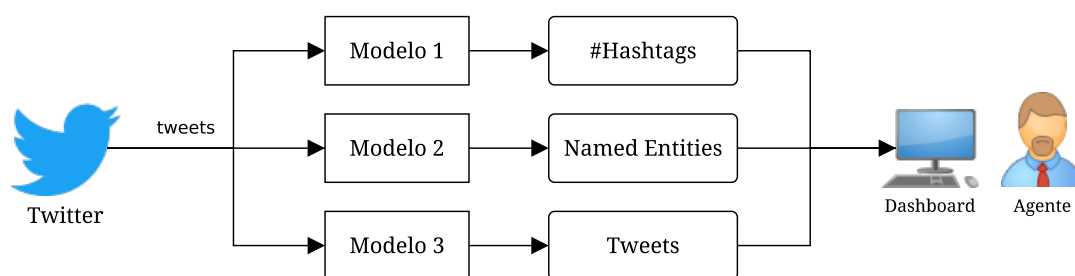 tweets
Twitter
Modelo 1
#Hashtags
Modelo 2
Named Entities
Modelo 3
Tweets
Dashboard
Agente